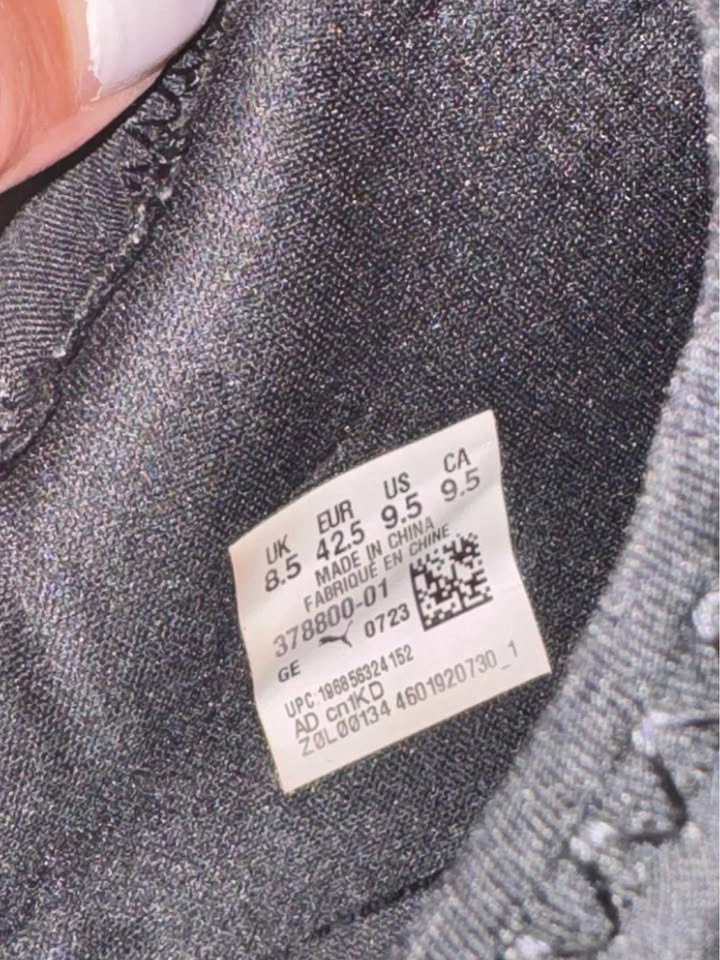 UK EUR US CA
8.5 42.5 9.5 9.5
MADE IN CHINA
FABRIQUÉ EN CHINE
378800-01
GE 0723
UPC:196856324152
AD cn1KD
Z0L00134 4601920730_1